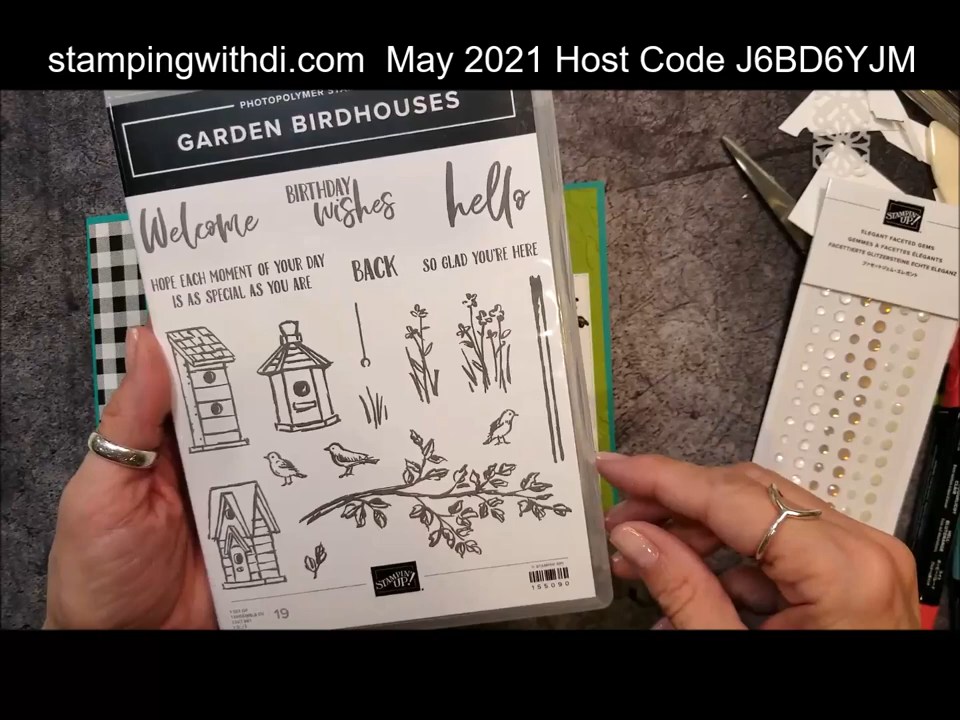 stampingwithdi.com  May 2021 Host Code J6BD6YJM
PHOTOPOLYMER
GARDEN BIRDHOUSES
Welcome
BIRTHDAY
wishes
hello
HOPE EACH MOMENT OF YOUR DAY
IS AS SPECIAL AS YOU ARE
BACK
SO GLAD YOU'RE HERE
STAMPIN' UP!
19
155090
STAMPIN' UP!
ELEGANT FACETED GEMS
GEMMES À FACETTES ÉLÉGANTS
FACETTIERTE GLITZERSTEINE ECHTE ELEGANZ